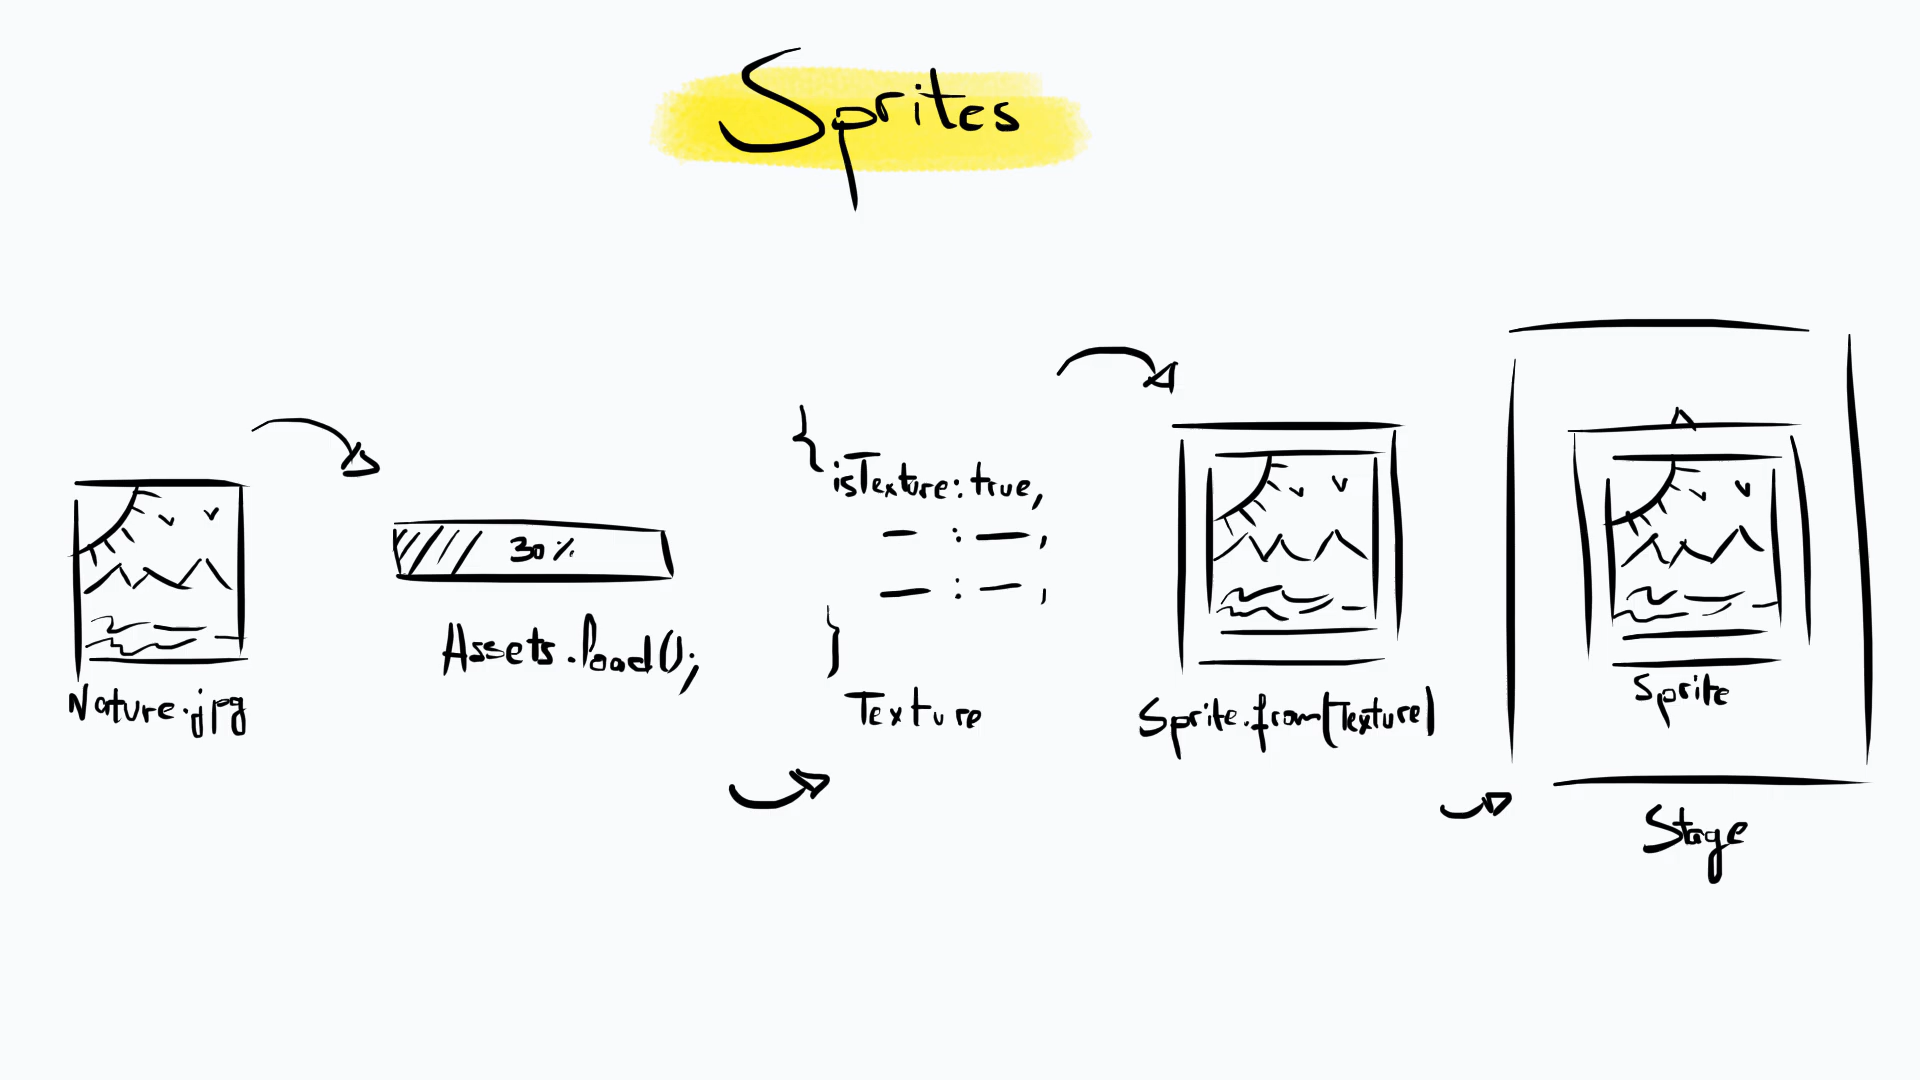 Sprites
Nature.jpg
30%
Assets.load();
{
isTexture: true,
— : —,
— : —,
}
Texture
Sprite.from(Texture)
Sprite
Stage